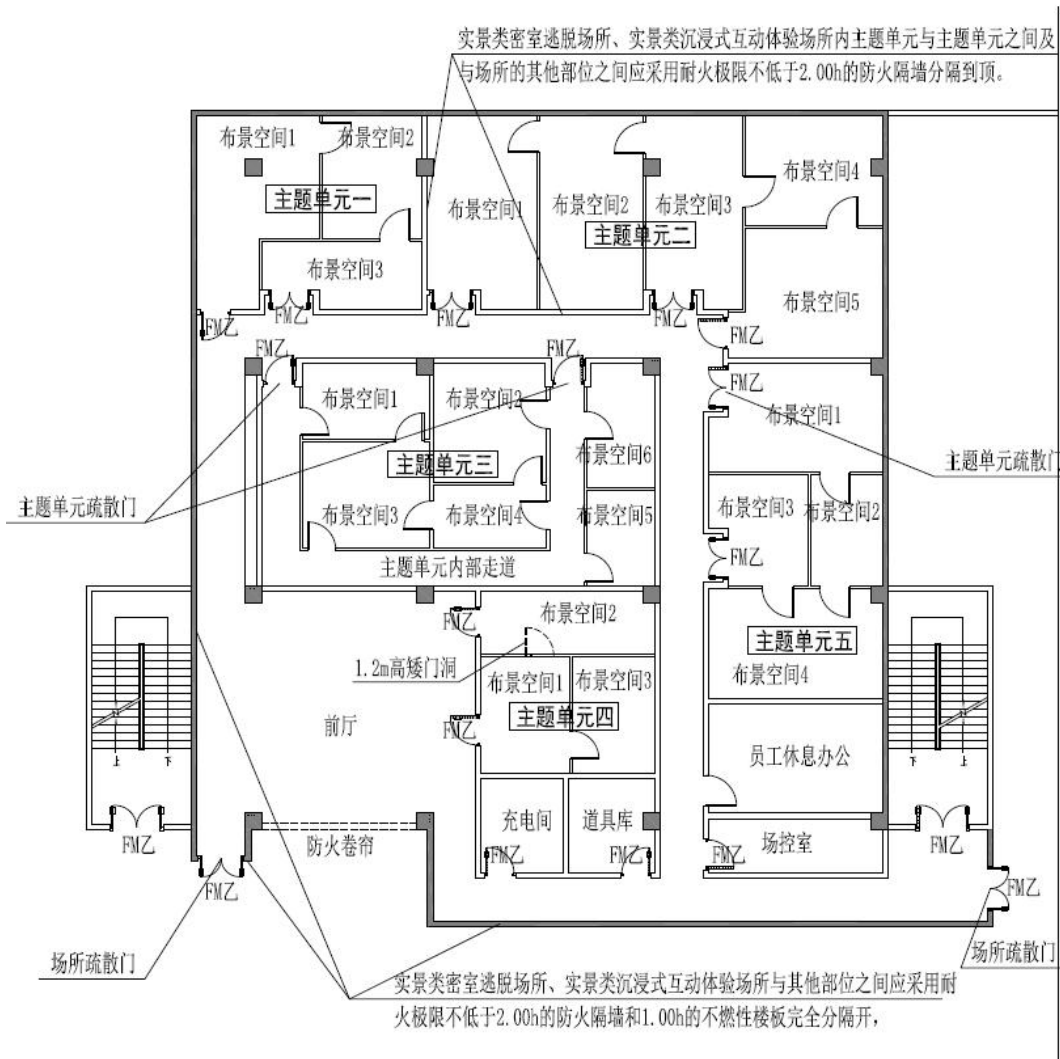 实景类密室逃脱场所、实景类沉浸式互动体验场所内主题单元与主题单元之间及
与场所的其他部位之间应采用耐火极限不低于2.00h的防火隔墙分隔到顶。
布景空间1
布景空间2
布景空间4
布景空间1
布景空间2
布景空间3
主题单元一
主题单元二
布景空间3
布景空间5
FM乙
FM乙
FM乙
FM乙
FM乙
FM乙
FM乙
FM乙
布景空间1
布景空间2
布景空间1
布景空间6
主题单元三
主题单元疏散门
主题单元疏散门
布景空间3
布景空间4
布景空间5
布景空间3
布景空间2
FM乙
主题单元内部走道
FM乙
布景空间2
主题单元五
1.2m高矮门洞
布景空间1
布景空间3
布景空间4
主题单元四
前厅
FM乙
员工休息办公
上
下
下
上
充电间
道具库
场控室
FM乙
防火卷帘
FM乙
FM乙
FM乙
FM乙
FM乙
FM乙
场所疏散门
场所疏散门
实景类密室逃脱场所、实景类沉浸式互动体验场所与其他部位之间应采用耐
火极限不低于2.00h的防火隔墙和1.00h的不燃性楼板完全分隔开，